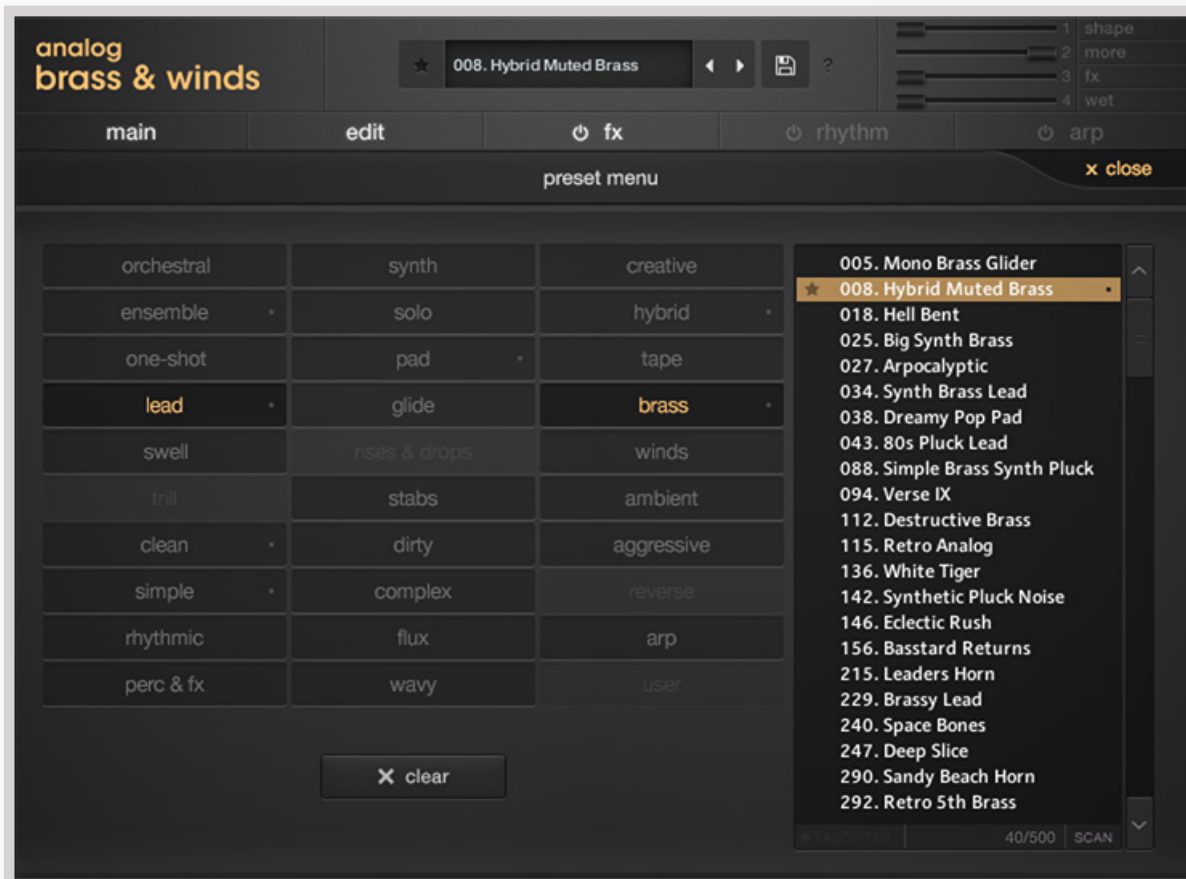 analog
brass & winds
008. Hybrid Muted Brass
?
1 shape
2 more
3 fx
4 wet
main edit fx rhythm arp
preset menu
x close
orchestral synth creative
ensemble solo hybrid
one-shot pad tape
lead glide brass
swell rises & drops winds
trill stabs ambient
clean dirty aggressive
simple complex reverse
rhythmic flux arp
perc & fx wavy user
clear
005. Mono Brass Glider
008. Hybrid Muted Brass
018. Hell Bent
025. Big Synth Brass
027. Arpocalyptic
034. Synth Brass Lead
038. Dreamy Pop Pad
043. 80s Pluck Lead
088. Simple Brass Synth Pluck
094. Verse IX
112. Destructive Brass
115. Retro Analog
136. White Tiger
142. Synthetic Pluck Noise
146. Eclectic Rush
156. Basstard Returns
215. Leaders Horn
229. Brassy Lead
240. Space Bones
247. Deep Slice
290. Sandy Beach Horn
292. Retro 5th Brass
FAVORITES 40/500 SCAN